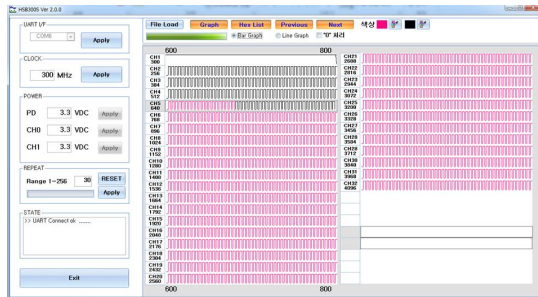 HSB300S Ver 2.0.0
UART I/F
COM8
Apply
CLOCK
300 MHz
Apply
POWER
PD 3.3 VDC Apply
CH0 3.3 VDC Apply
CH1 3.3 VDC Apply
REPEAT
Range 1~256 30 RESET
Apply
STATE
>> UART Connect ok .......
Exit
File Load Graph Hex List Previous Next 색상
Bar Graph Line Graph "0" 처리
600 800
CH1
300
CH2
256
CH3
384
CH4
512
CH5
640
CH6
768
CH7
896
CH8
1024
CH9
1152
CH10
1280
CH11
1408
CH12
1536
CH13
1664
CH14
1792
CH15
1920
CH16
2048
CH17
2176
CH18
2304
CH19
2432
CH20
2560
600 800
CH21
2688
CH22
2816
CH23
2944
CH24
3072
CH25
3200
CH26
3328
CH27
3456
CH28
3584
CH29
3712
CH30
3840
CH31
3968
CH32
4096